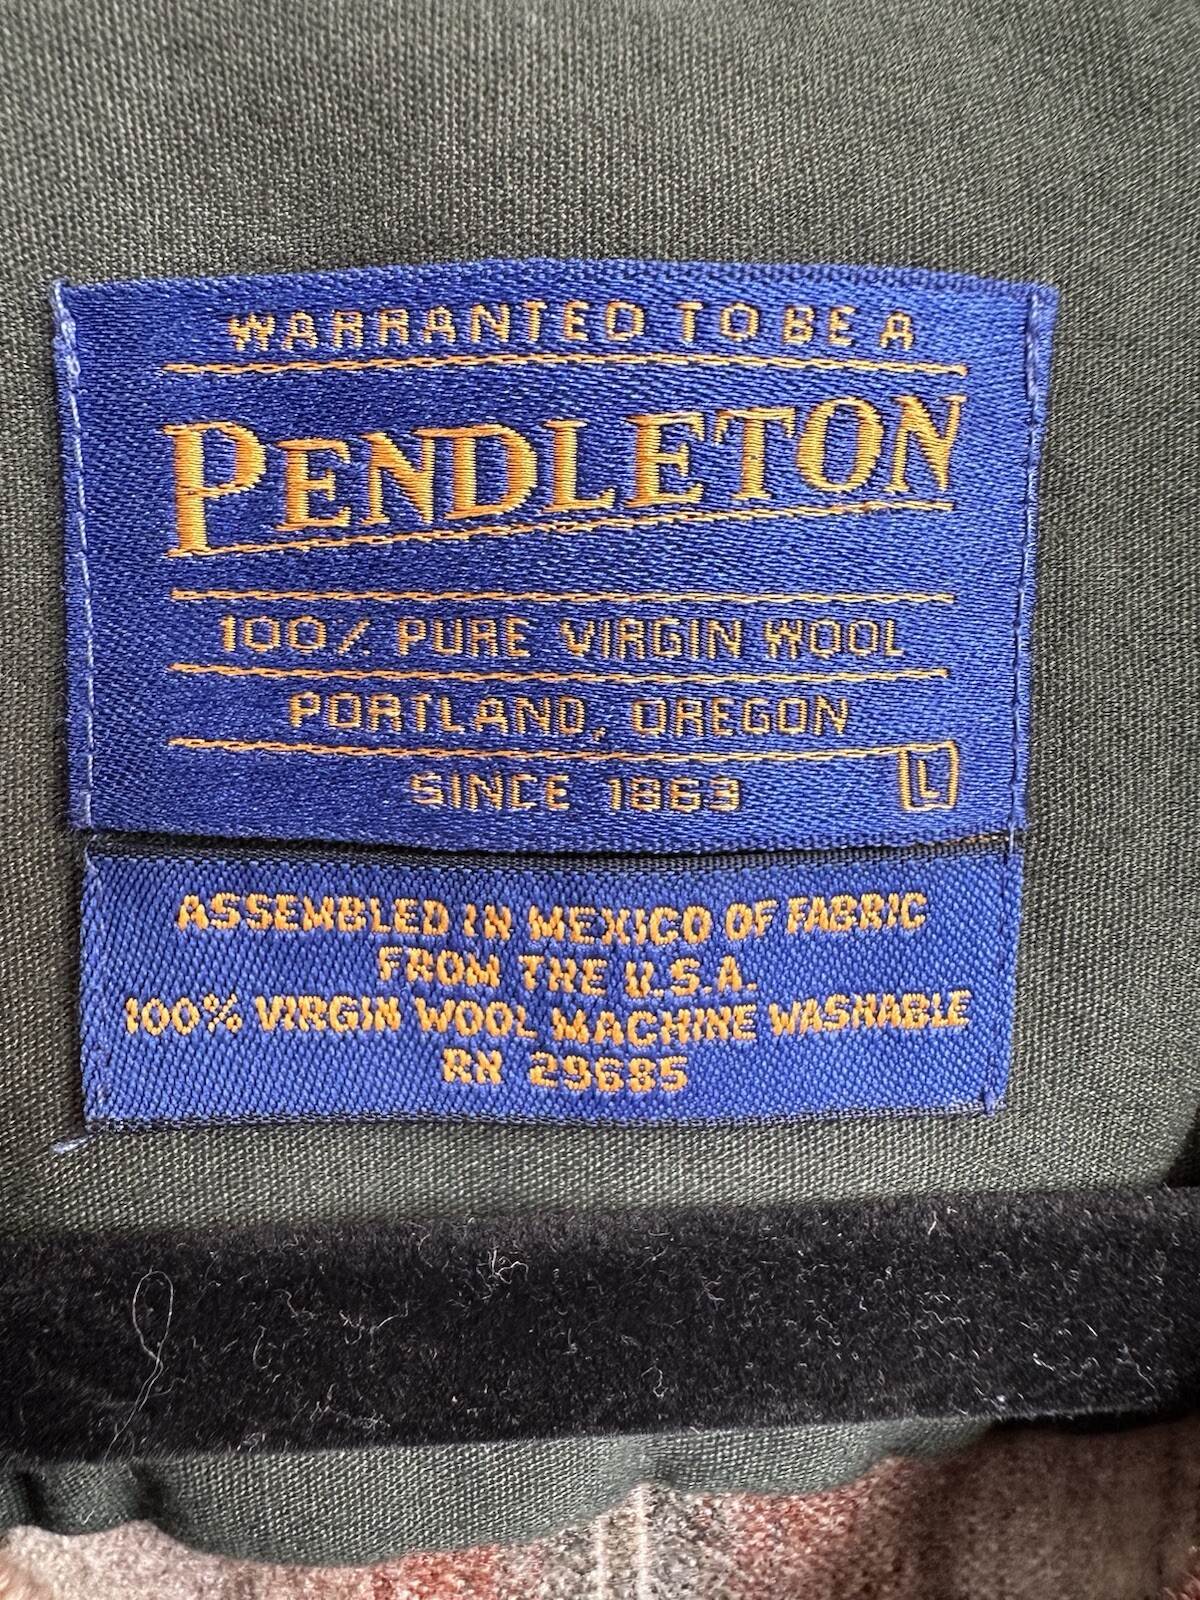 WARRANTED TO BE A
PENDLETON
100% PURE VIRGIN WOOL
PORTLAND, OREGON
SINCE 1863
L
ASSEMBLED IN MEXICO OF FABRIC
FROM THE U.S.A.
100% VIRGIN WOOL MACHINE WASHABLE
RN 29685